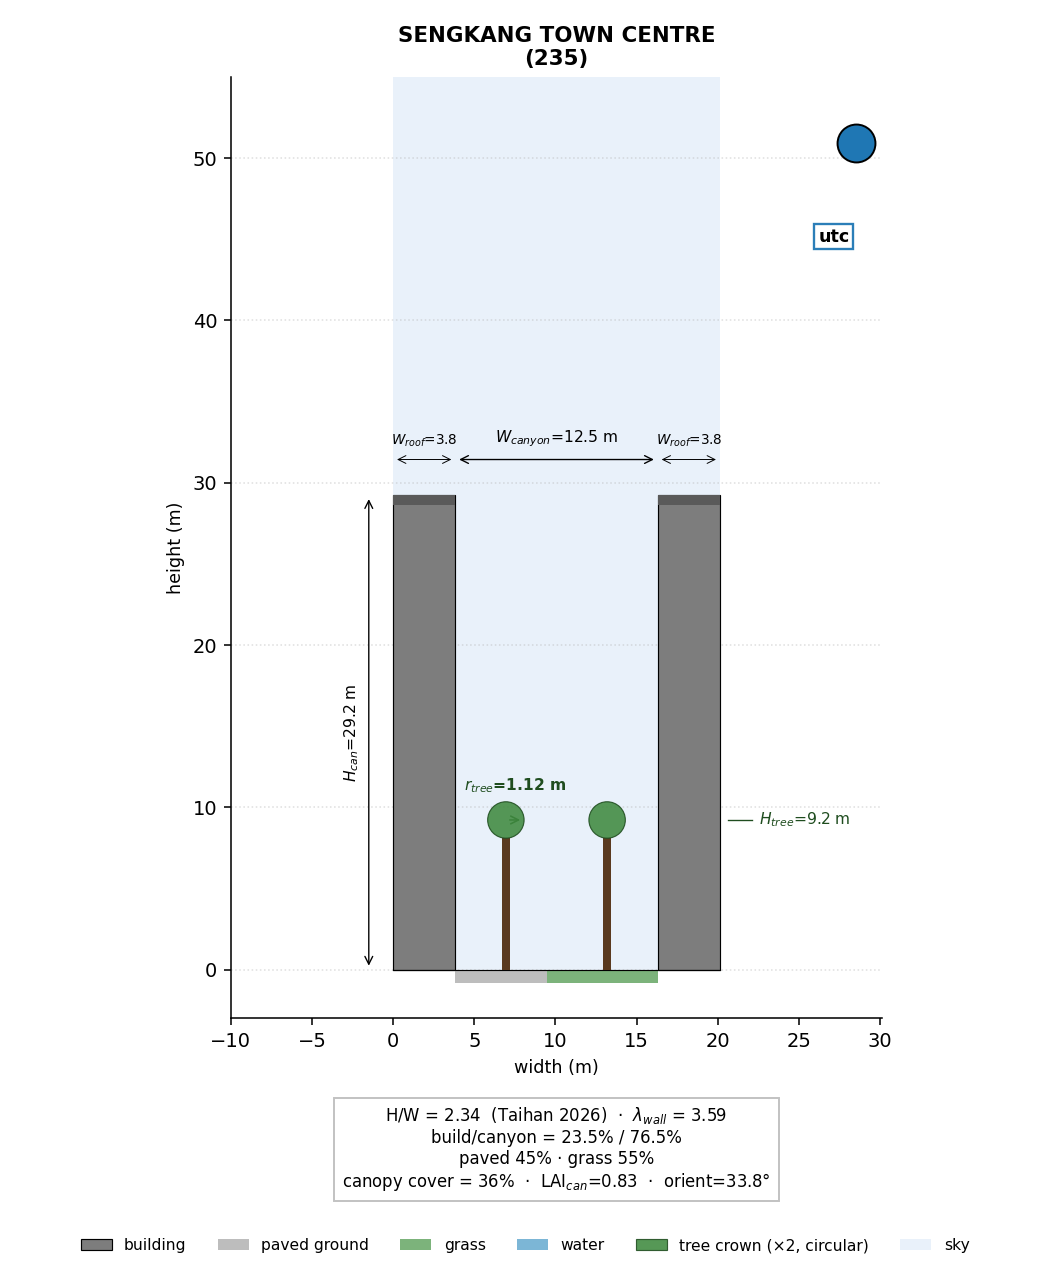 SENGKANG TOWN CENTRE
(235)
50
utc
40
W_roof=3.8
W_canyon=12.5 m
W_roof=3.8
30
height (m)
20
H_can=29.2 m
r_tree=1.12 m
10
H_tree=9.2 m
0
−10 −5 0 5 10 15 20 25 30
width (m)
H/W = 2.34 (Taihan 2026) · λ_wall = 3.59
build/canyon = 23.5% / 76.5%
paved 45% · grass 55%
canopy cover = 36% · LAI_can=0.83 · orient=33.8°
building paved ground grass water tree crown (×2, circular) sky